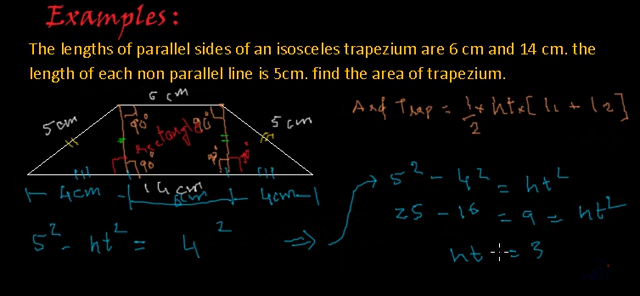 Examples:
The lengths of parallel sides of an isosceles trapezium are 6 cm and 14 cm. the
length of each non parallel line is 5cm. find the area of trapezium.
6 cm
5cm
90° rectangle 90°
5 cm
90°
4cm 14 cm 6cm 4cm
A of Trap = 1/2 * ht * [l1 + l2]
5² - ht² = 4²
⇒ 5² - 4² = ht²
25 - 16 = 9 = ht²
ht = 3